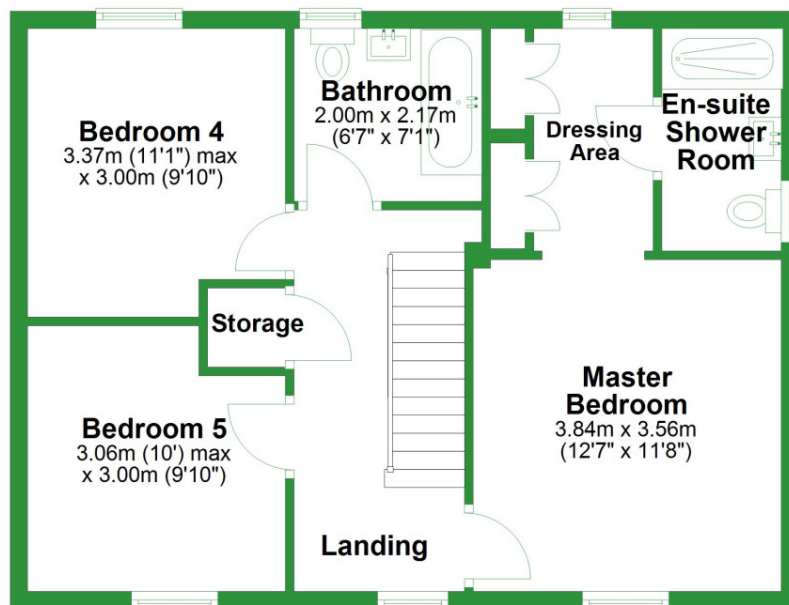 Bedroom 4
3.37m (11'1") max
x 3.00m (9'10")
Bathroom
2.00m x 2.17m
(6'7" x 7'1")
Dressing
Area
En-suite
Shower
Room
Storage
Bedroom 5
3.06m (10') max
x 3.00m (9'10")
Master
Bedroom
3.84m x 3.56m
(12'7" x 11'8")
Landing